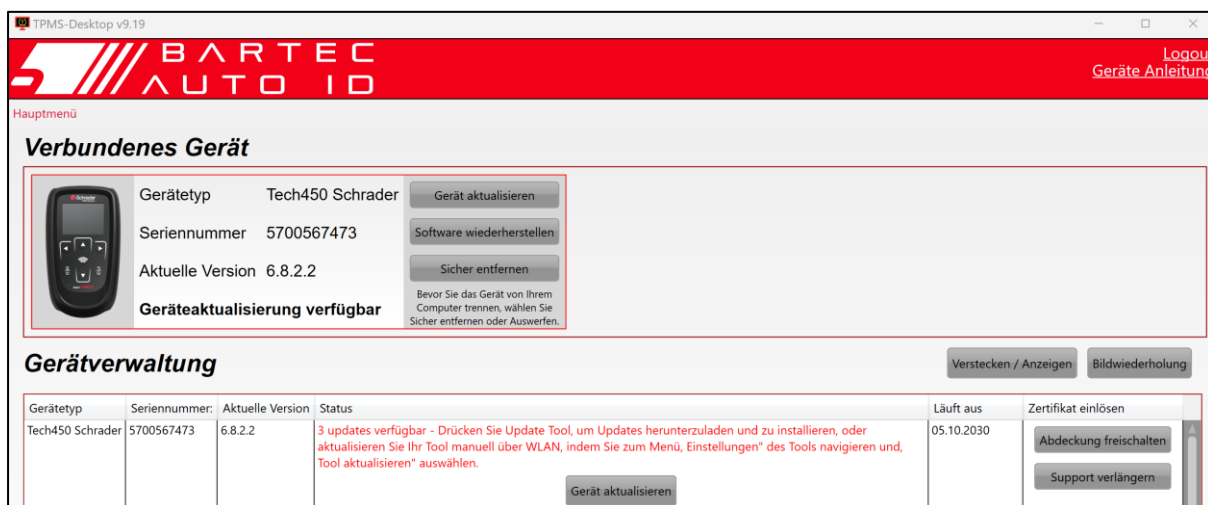 TPMS-Desktop v9.19
BARTEC
AUTO ID
Logou
Geräte Anleitung
Hauptmenü
Verbundenes Gerät
Schrader
Gerätetyp Tech450 Schrader
Gerät aktualisieren
Seriennummer 5700567473
Software wiederherstellen
Aktuelle Version 6.8.2.2
Sicher entfernen
Geräteaktualisierung verfügbar
Bevor Sie das Gerät von Ihrem
Computer trennen, wählen Sie
Sicher entfernen oder Auswerfen.
Gerätverwaltung
Verstecken / Anzeigen
Bildwiederholung
Gerätetyp Seriennummer: Aktuelle Version Status Läuft aus Zertifikat einlösen
Tech450 Schrader 5700567473 6.8.2.2
3 updates verfügbar - Drücken Sie Update Tool, um Updates herunterzuladen und zu installieren, oder
aktualisieren Sie Ihr Tool manuell über WLAN, indem Sie zum Menü, Einstellungen" des Tools navigieren und,
Tool aktualisieren" auswählen.
Gerät aktualisieren
05.10.2030
Abdeckung freischalten
Support verlängern